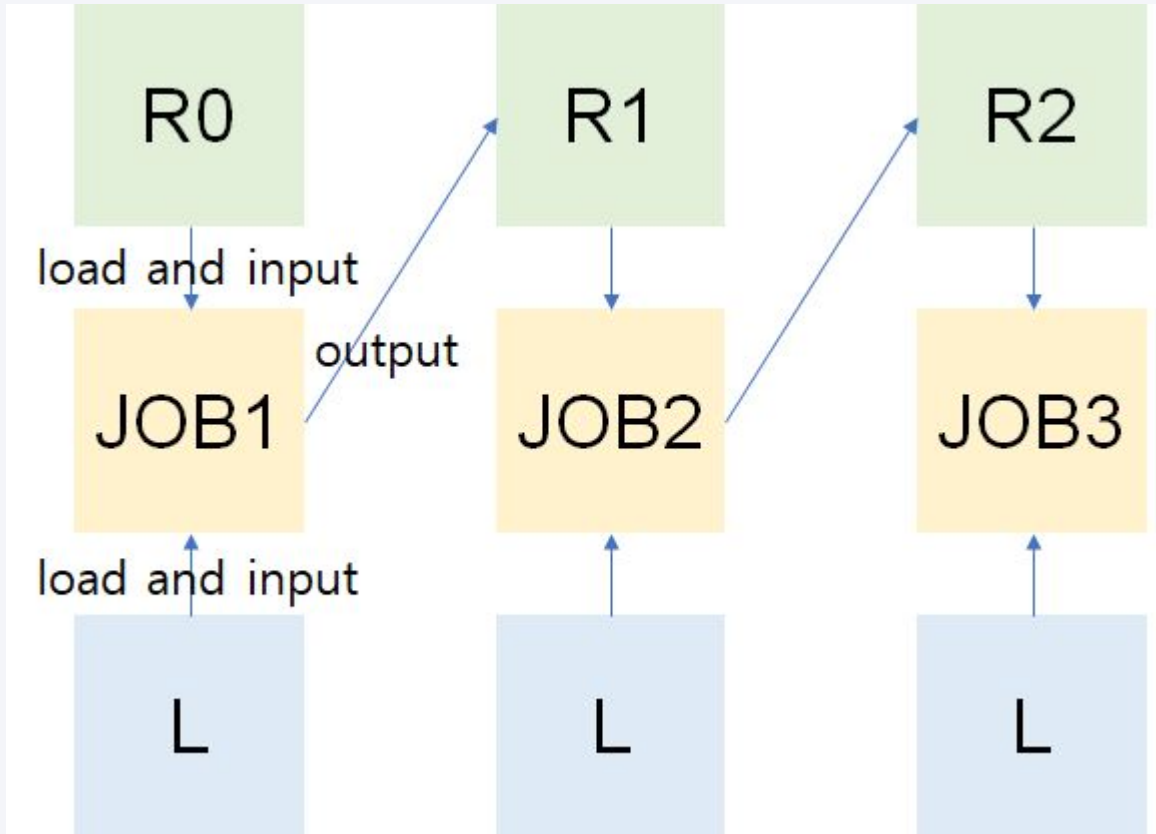 R0
R1
R2
load and input
output
JOB1
JOB2
JOB3
load and input
L
L
L